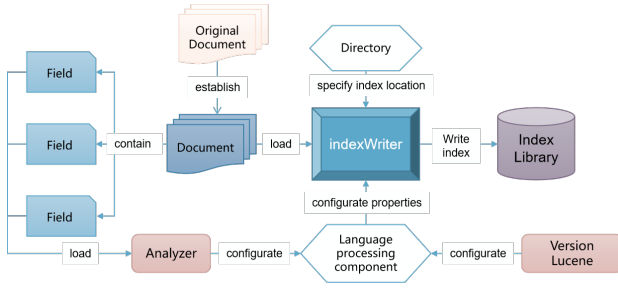 Original
Document
Directory
Field
establish
specify index location
Field
contain
Document
load
indexWriter
Write
index
Index
Library
configurate properties
Field
load
Analyzer
configurate
Language
processing
component
configurate
Version
Lucene